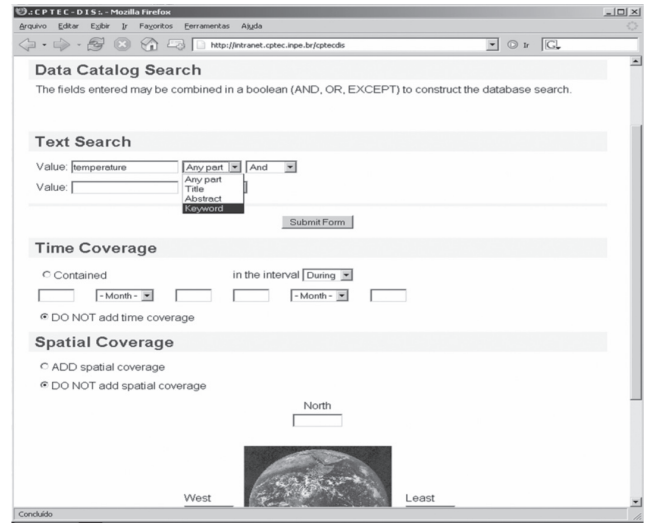 .: C P T E C - D I S :. - Mozilla Firefox
Arquivo Editar Exibir Ir Favoritos Ferramentas Ajuda
http://intranet.cptec.inpe.br/cptecdis Ir
Data Catalog Search
The fields entered may be combined in a boolean (AND, OR, EXCEPT) to construct the database search.
Text Search
Value: temperature Any part And
Value:
Any part
Title
Abstract
Keyword
Submit Form
Time Coverage
Contained in the interval During
- Month - - Month -
DO NOT add time coverage
Spatial Coverage
ADD spatial coverage
DO NOT add spatial coverage
North
West Least
Concluído